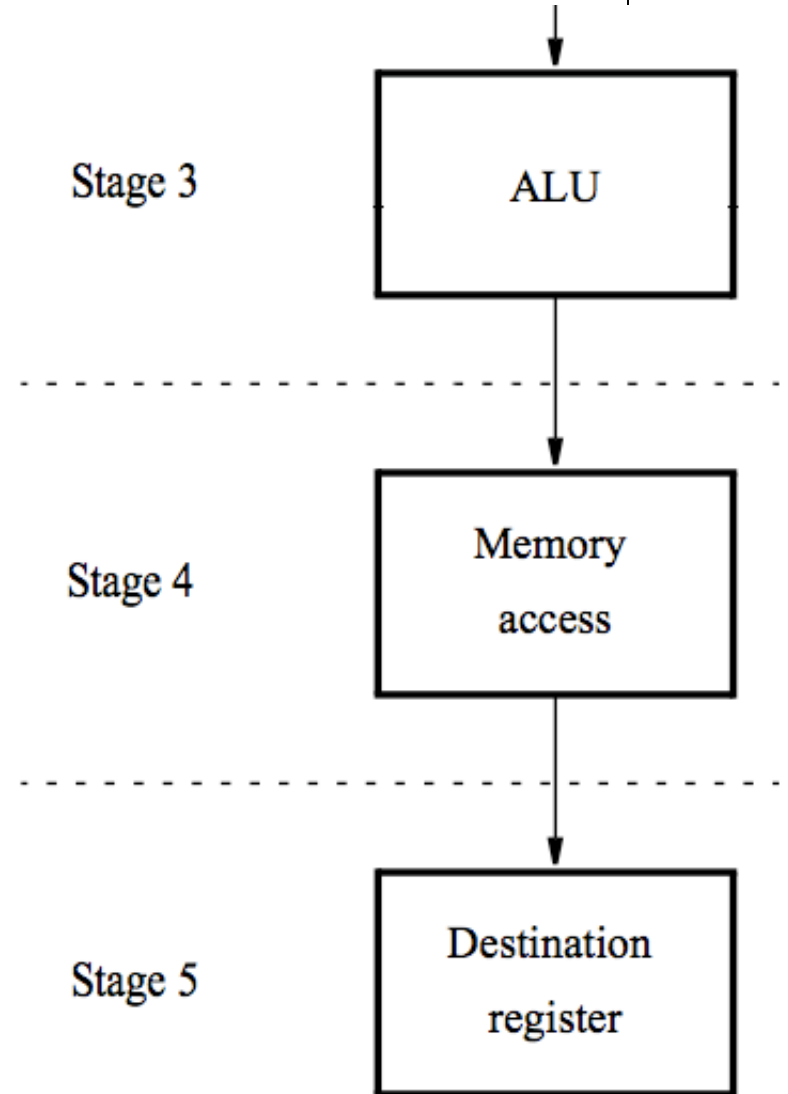 Stage 3
ALU
Stage 4
Memory
access
Stage 5
Destination
register